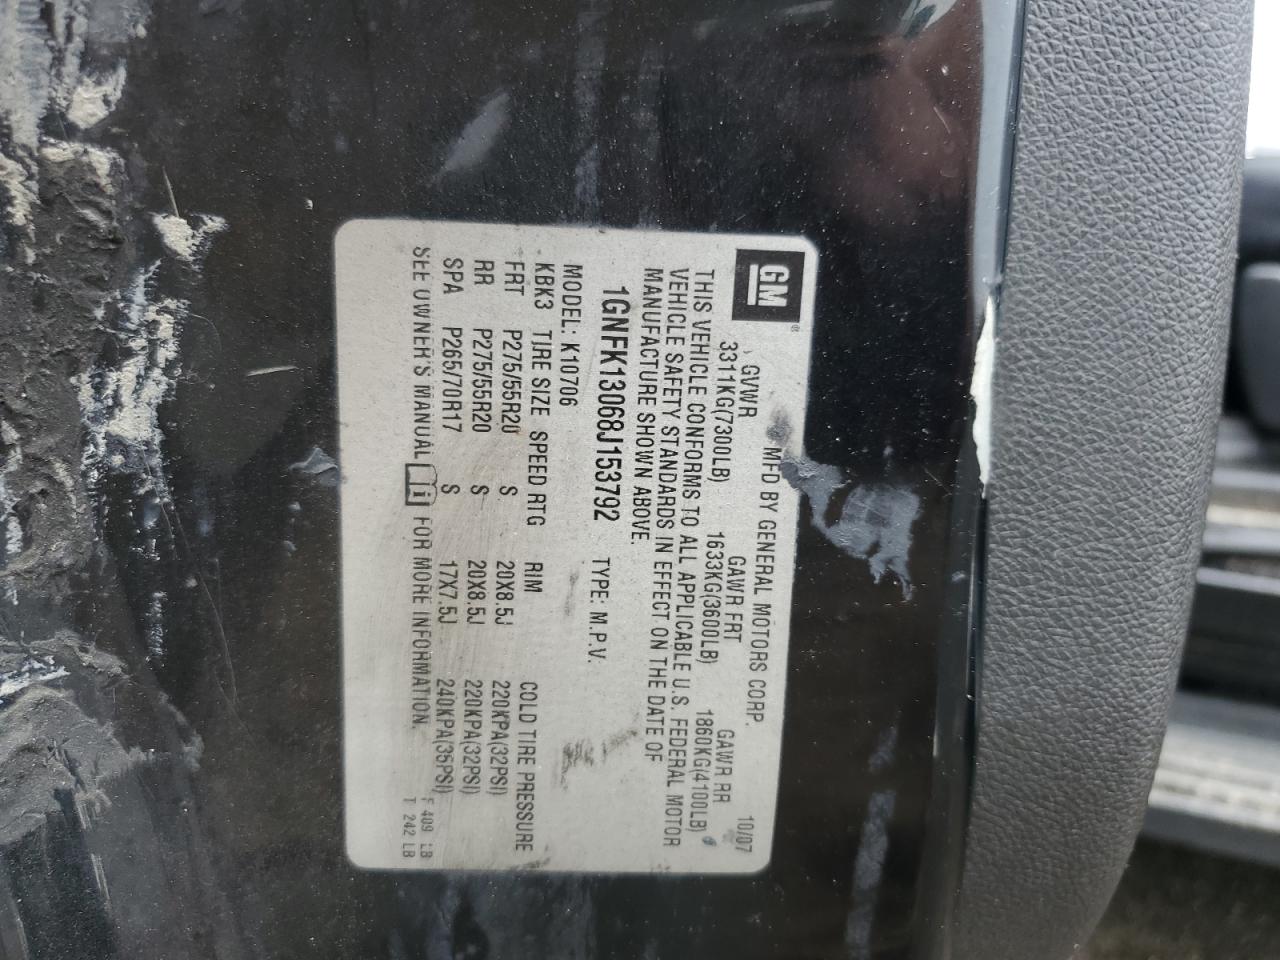 GM
®
MFD BY GENERAL MOTORS CORP. 10/07
GVWR GAWR FRT GAWR RR
3311KG(7300LB) 1633KG(3600LB) 1860KG(4100LB)
THIS VEHICLE CONFORMS TO ALL APPLICABLE U.S. FEDERAL MOTOR
VEHICLE SAFETY STANDARDS IN EFFECT ON THE DATE OF
MANUFACTURE SHOWN ABOVE.
1GNFK13068J153792 TYPE: M.P.V.
MODEL: K10706
KBK3 TIRE SIZE SPEED RTG RIM COLD TIRE PRESSURE
FRT P275/55R20 S 20X8.5J 220KPA(32PSI)
RR P275/55R20 S 20X8.5J 220KPA(32PSI)
SPA P265/70R17 S 17X7.5J 240KPA(35PSI)
SEE OWNER'S MANUAL i FOR MORE INFORMATION.
F 409 LB
T 242 LB